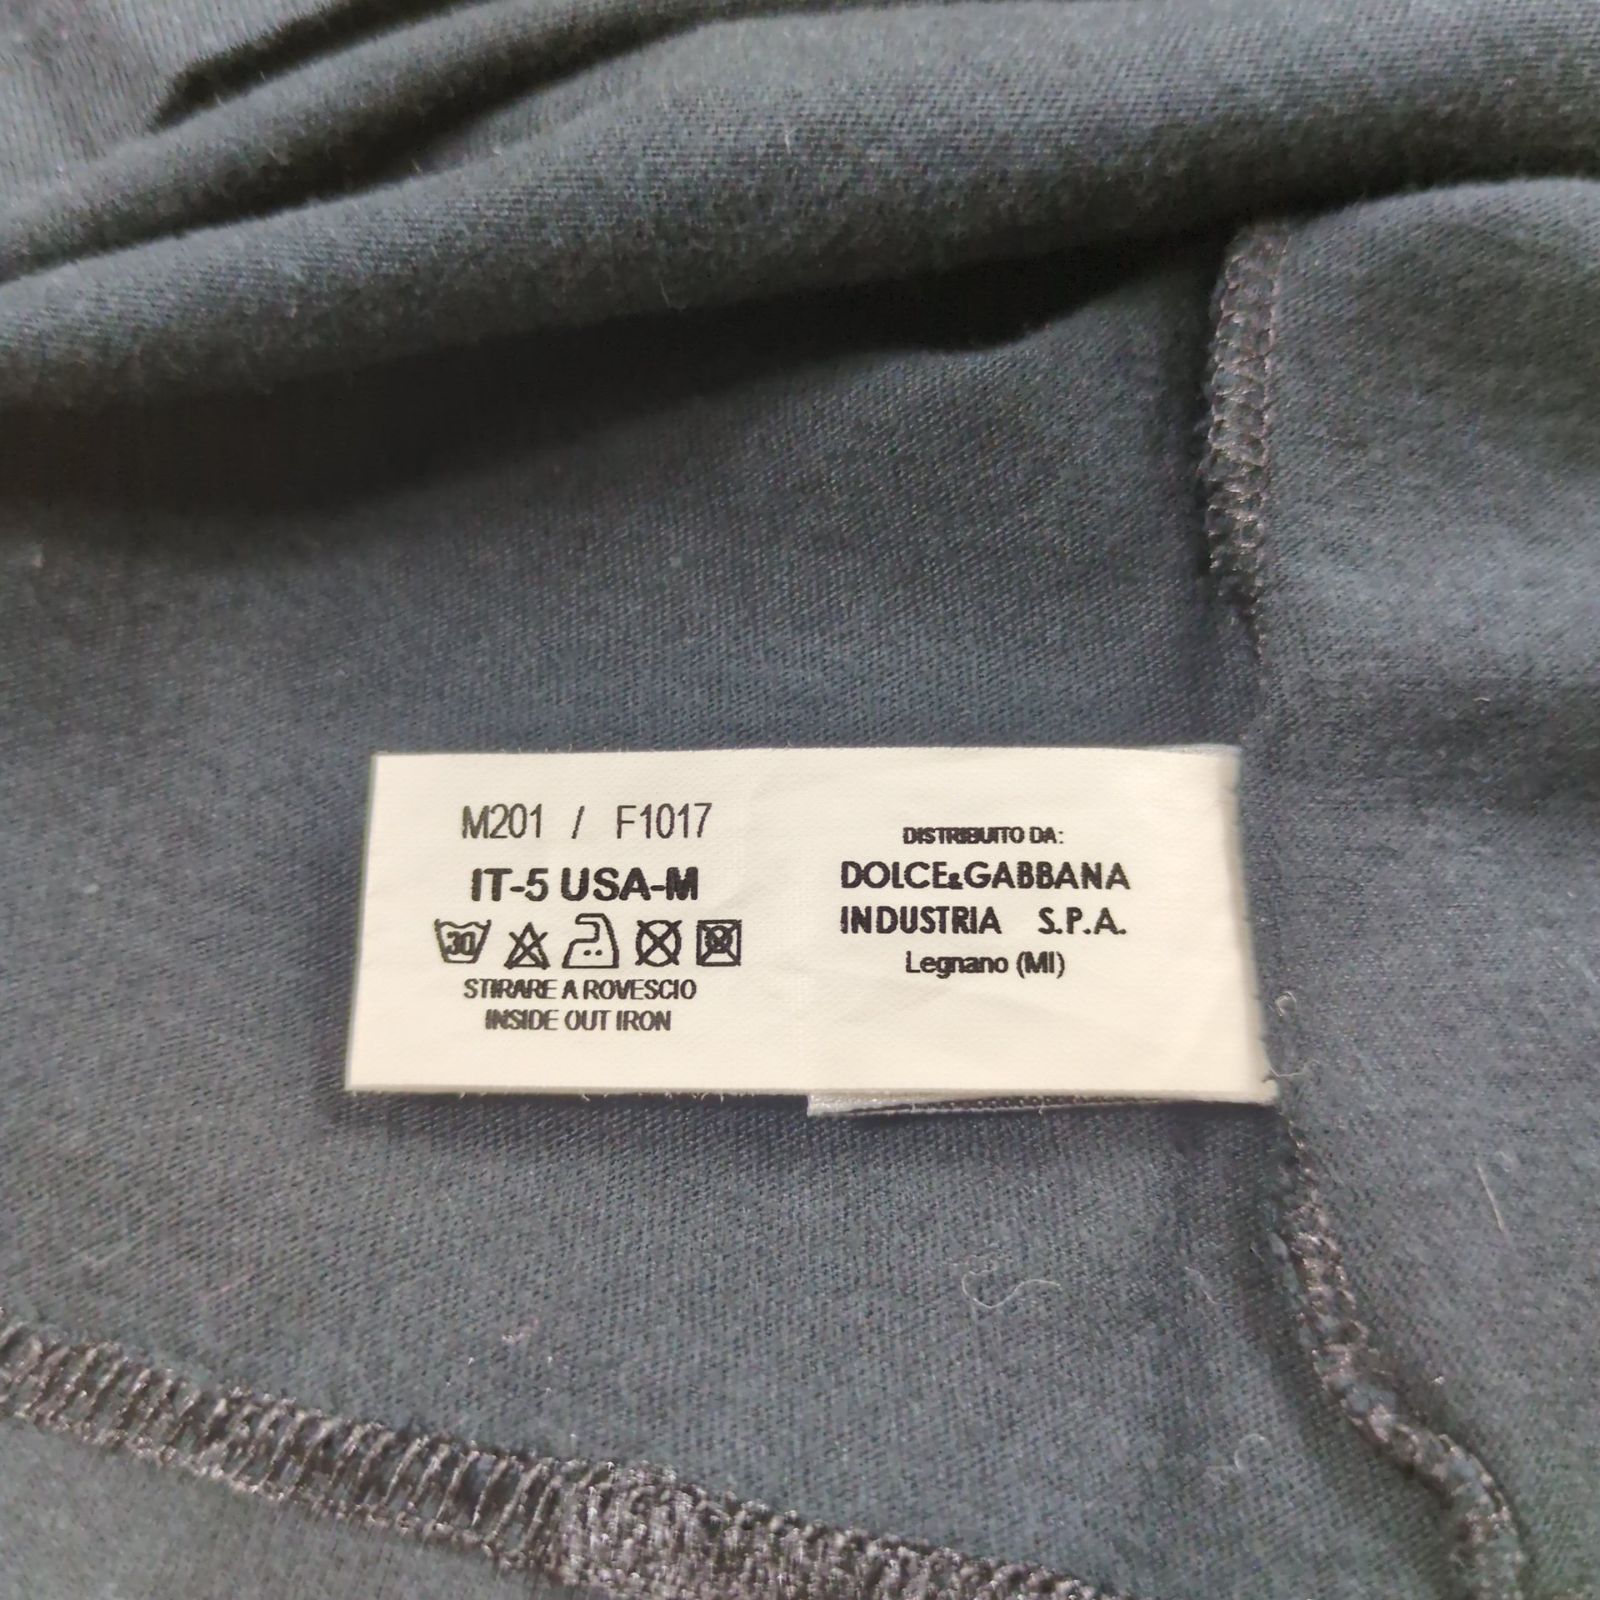 M201 / F1017
IT-5 USA-M
30
STIRARE A ROVESCIO
INSIDE OUT IRON
DISTRIBUITO DA:
DOLCE&GABBANA
INDUSTRIA S.P.A.
Legnano (MI)